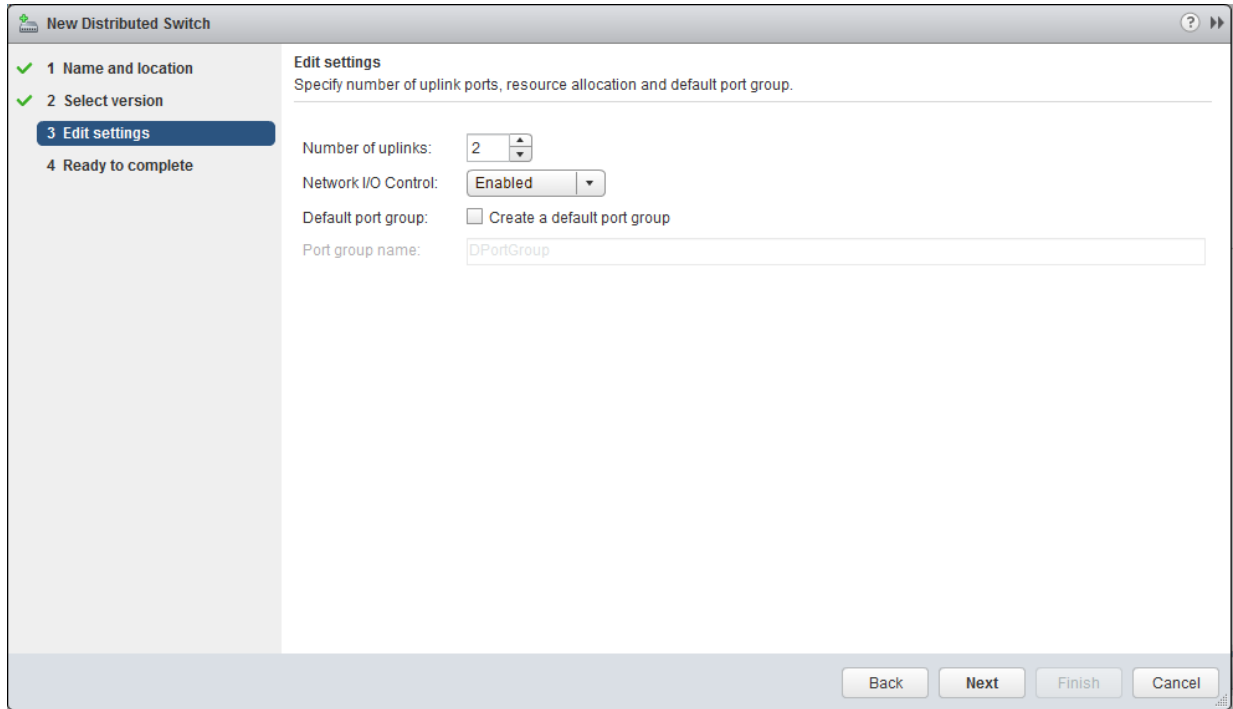 New Distributed Switch
?
1 Name and location
2 Select version
3 Edit settings
4 Ready to complete
Edit settings
Specify number of uplink ports, resource allocation and default port group.
Number of uplinks: 2
Network I/O Control: Enabled
Default port group: Create a default port group
Port group name: DPortGroup
Back Next Finish Cancel